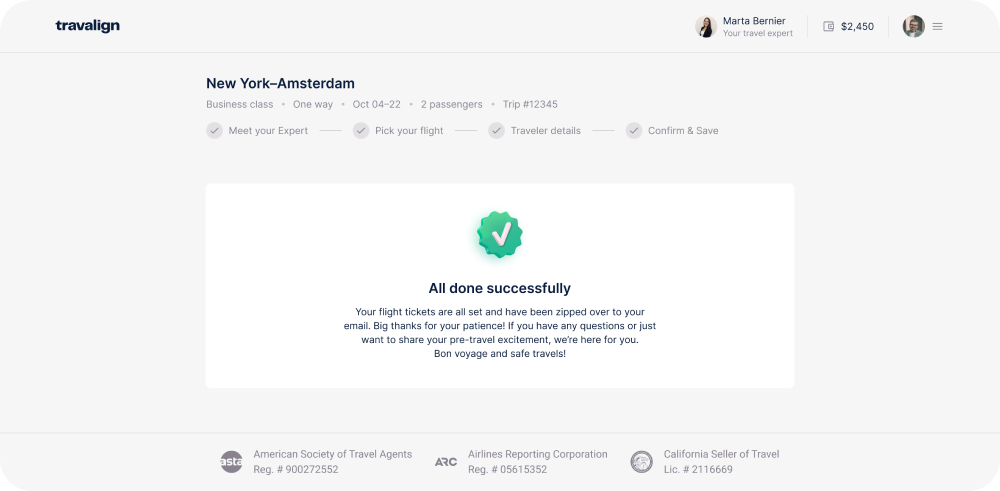 travalign
Marta Bernier
Your travel expert
$2,450
New York–Amsterdam
Business class • One way • Oct 04–22 • 2 passengers • Trip #12345
Meet your Expert
Pick your flight
Traveler details
Confirm & Save
All done successfully
Your flight tickets are all set and have been zipped over to your
email. Big thanks for your patience! If you have any questions or just
want to share your pre-travel excitement, we’re here for you.
Bon voyage and safe travels!
asta
American Society of Travel Agents
Reg. # 900272552
ARC
Airlines Reporting Corporation
Reg. # 05615352
California Seller of Travel
Lic. # 2116669